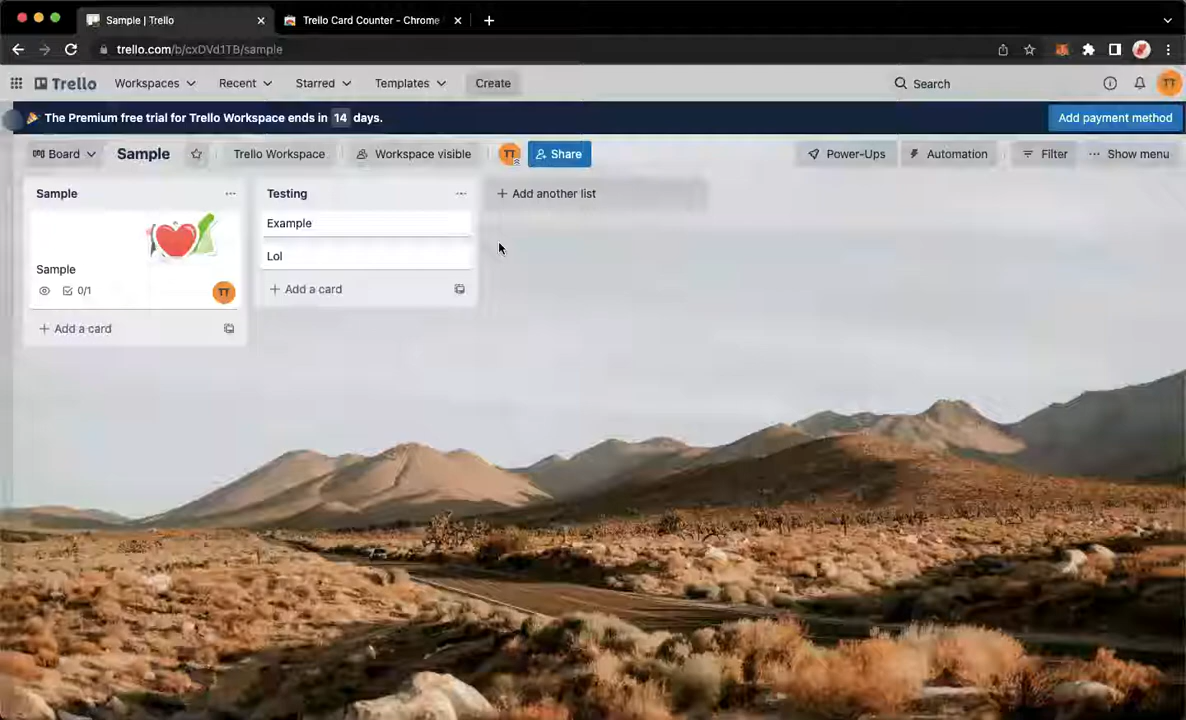 Sample | Trello
Trello Card Counter - Chrome
trello.com/b/cxDVd1TB/sample
Trello
Workspaces
Recent
Starred
Templates
Create
Search
TT
The Premium free trial for Trello Workspace ends in 14 days.
Add payment method
Board
Sample
Trello Workspace
Workspace visible
TT
Share
Power-Ups
Automation
Filter
Show menu
Sample
Sample
0/1
TT
Add a card
Testing
Example
Lol
Add a card
Add another list